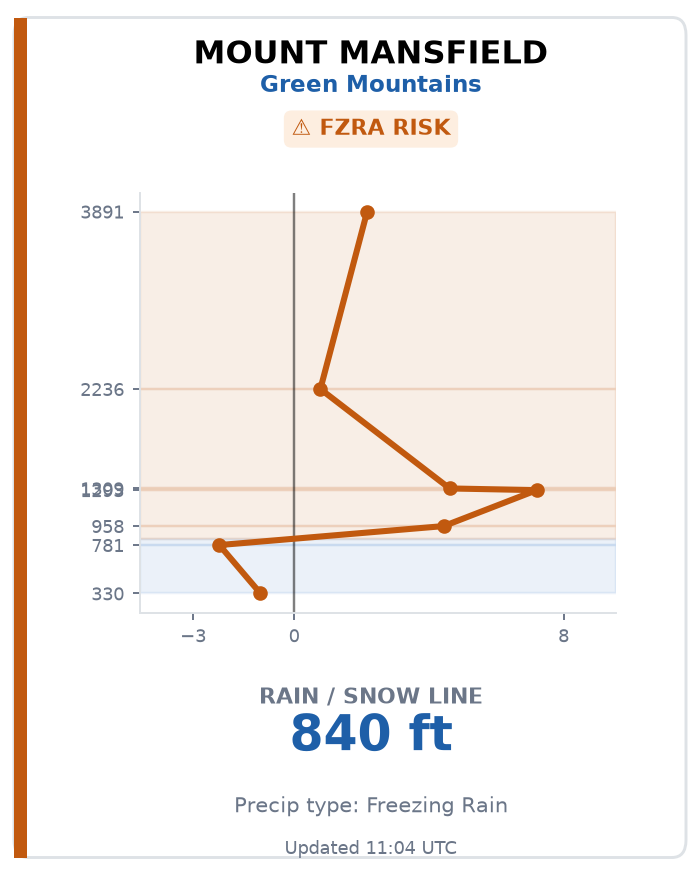 MOUNT MANSFIELD
Green Mountains
⚠ FZRA RISK
3891
2236
958
781
330
−3 0 8
RAIN / SNOW LINE
840 ft
Precip type: Freezing Rain
Updated 11:04 UTC